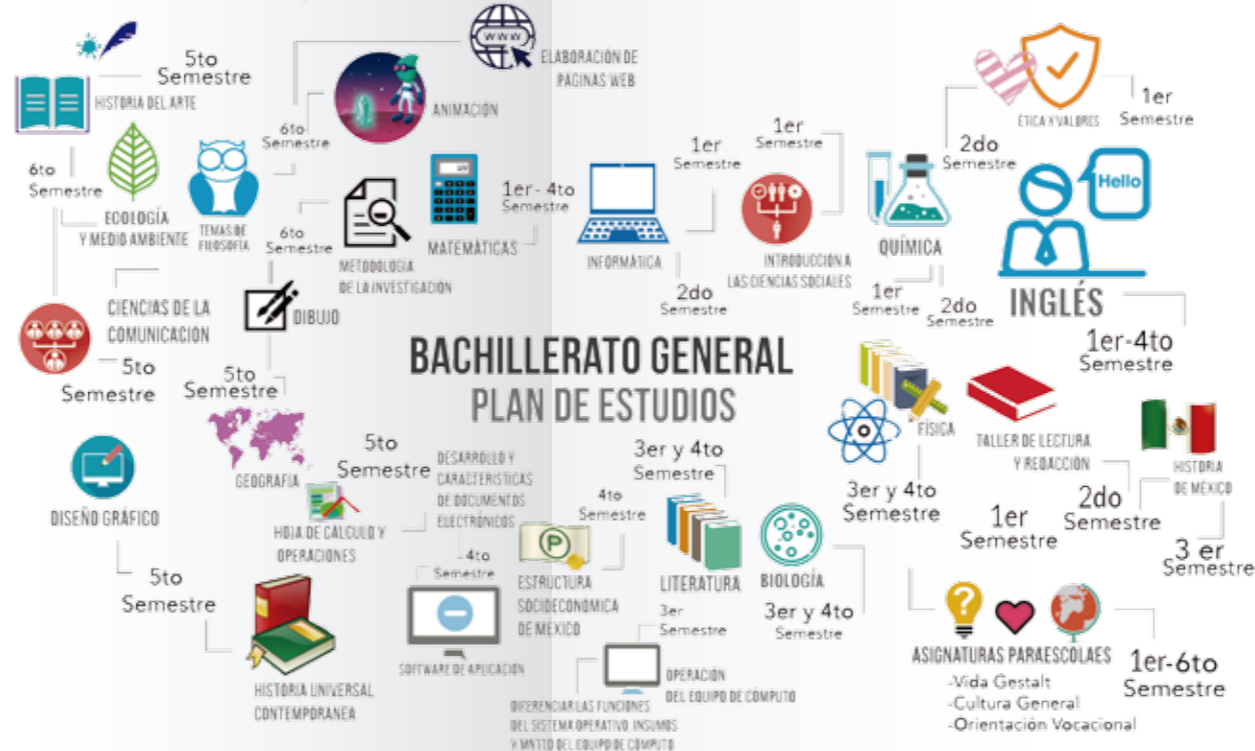 5to
Semestre
HISTORIA DEL ARTE
6to
Semestre
ECOLOGÍA
Y MEDIO AMBIENTE
TEMAS DE
FILOSOFÍA
6to
Semestre
ANIMACIÓN
WWW
ELABORACIÓN DE
PÁGINAS WEB
6to
Semestre
METODOLOGÍA
DE LA INVESTIGACIÓN
MATEMÁTICAS
1er - 4to
Semestre
INFORMÁTICA
1er
Semestre
2do
Semestre
1er
Semestre
INTRODUCCIÓN A
LAS CIENCIAS SOCIALES
QUÍMICA
1er
Semestre
2do
Semestre
2do
Semestre
ÉTICA Y VALORES
1er
Semestre
Hello
INGLÉS
1er-4to
Semestre
CIENCIAS DE LA
COMUNICACIÓN
5to
Semestre
DIBUJO
5to
Semestre
GEOGRAFÍA
BACHILLERATO GENERAL
PLAN DE ESTUDIOS
DISEÑO GRÁFICO
5to
Semestre
HISTORIA UNIVERSAL
CONTEMPORÁNEA
HOJA DE CÁLCULO Y
OPERACIONES
5to
Semestre
DESARROLLO Y
CARACTERÍSTICAS
DE DOCUMENTOS
ELECTRÓNICOS
4to
Semestre
SOFTWARE DE APLICACIÓN
P
ESTRUCTURA
SOCIOECONÓMICA
DE MÉXICO
4to
Semestre
3er y 4to
Semestre
LITERATURA
3er
Semestre
OPERACIÓN
DEL EQUIPO DE CÓMPUTO
DIFERENCIAR LAS FUNCIONES
DEL SISTEMA OPERATIVO, INSUMOS
Y MNTTO DEL EQUIPO DE CÓMPUTO
BIOLOGÍA
3er y 4to
Semestre
FÍSICA
3er y 4to
Semestre
TALLER DE LECTURA
Y REDACCIÓN
1er
Semestre
2do
Semestre
HISTORIA
DE MÉXICO
3 er
Semestre
?
ASIGNATURAS PARAESCOLAES
-Vida Gestalt
-Cultura General
-Orientación Vocacional
1er-6to
Semestre